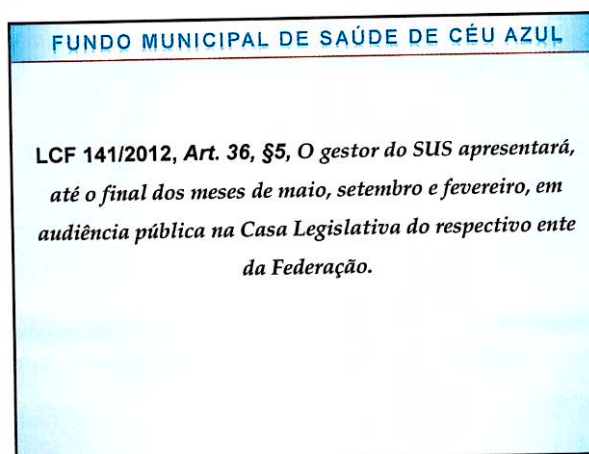 FUNDO MUNICIPAL DE SAÚDE DE CÉU AZUL
LCF 141/2012, Art. 36, §5, O gestor do SUS apresentará,
até o final dos meses de maio, setembro e fevereiro, em
audiência pública na Casa Legislativa do respectivo ente
da Federação.